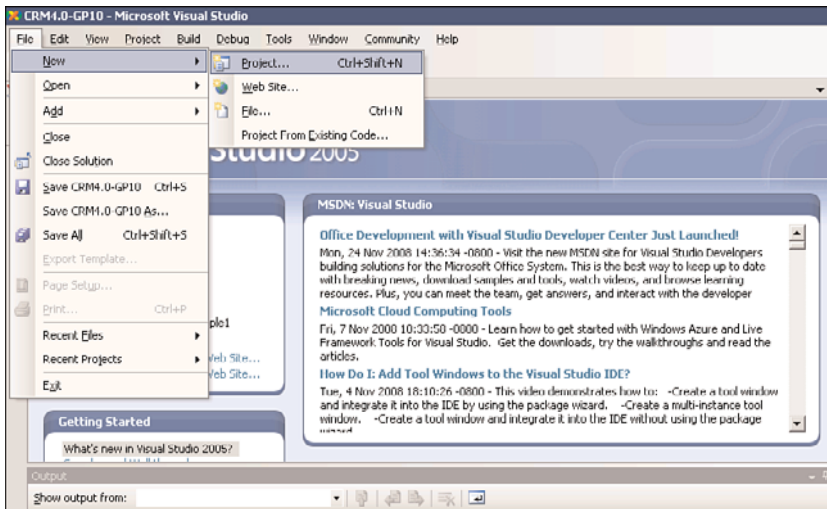 CRM4.0-GP10 - Microsoft Visual Studio
File Edit View Project Build Debug Tools Window Community Help
New
Open
Add
Close
Close Solution
Save CRM4.0-GP10 Ctrl+S
Save CRM4.0-GP10 As...
Save All Ctrl+Shift+S
Export Template...
Page Setup...
Print... Ctrl+P
Recent Files
Recent Projects
Exit
Project... Ctrl+Shift+N
Web Site...
File... Ctrl+N
Project From Existing Code...
Studio 2005
ple1
Web Site...
Web Site...
MSDN: Visual Studio
Office Development with Visual Studio Developer Center Just Launched!
Mon, 24 Nov 2008 14:36:34 -0800 - Visit the new MSDN site for Visual Studio Developers
building solutions for the Microsoft Office System. This is the best way to keep up to date
with breaking news, download samples and tools, watch videos, and browse learning
resources. Plus, you can meet the team, get answers, and interact with the developer
Microsoft Cloud Computing Tools
Fri, 7 Nov 2008 10:33:50 -0800 - Learn how to get started with Windows Azure and Live
Framework Tools for Visual Studio. Get the downloads, try the walkthroughs and read the
articles.
How Do I: Add Tool Windows to the Visual Studio IDE?
Tue, 4 Nov 2008 18:10:26 -0800 - This video demonstrates how to: -Create a tool window
and integrate it into the IDE by using the package wizard. -Create a multi-instance tool
window. -Create a tool window and integrate it into the IDE without using the package
Getting Started
What's new in Visual Studio 2005?
Output
Show output from: